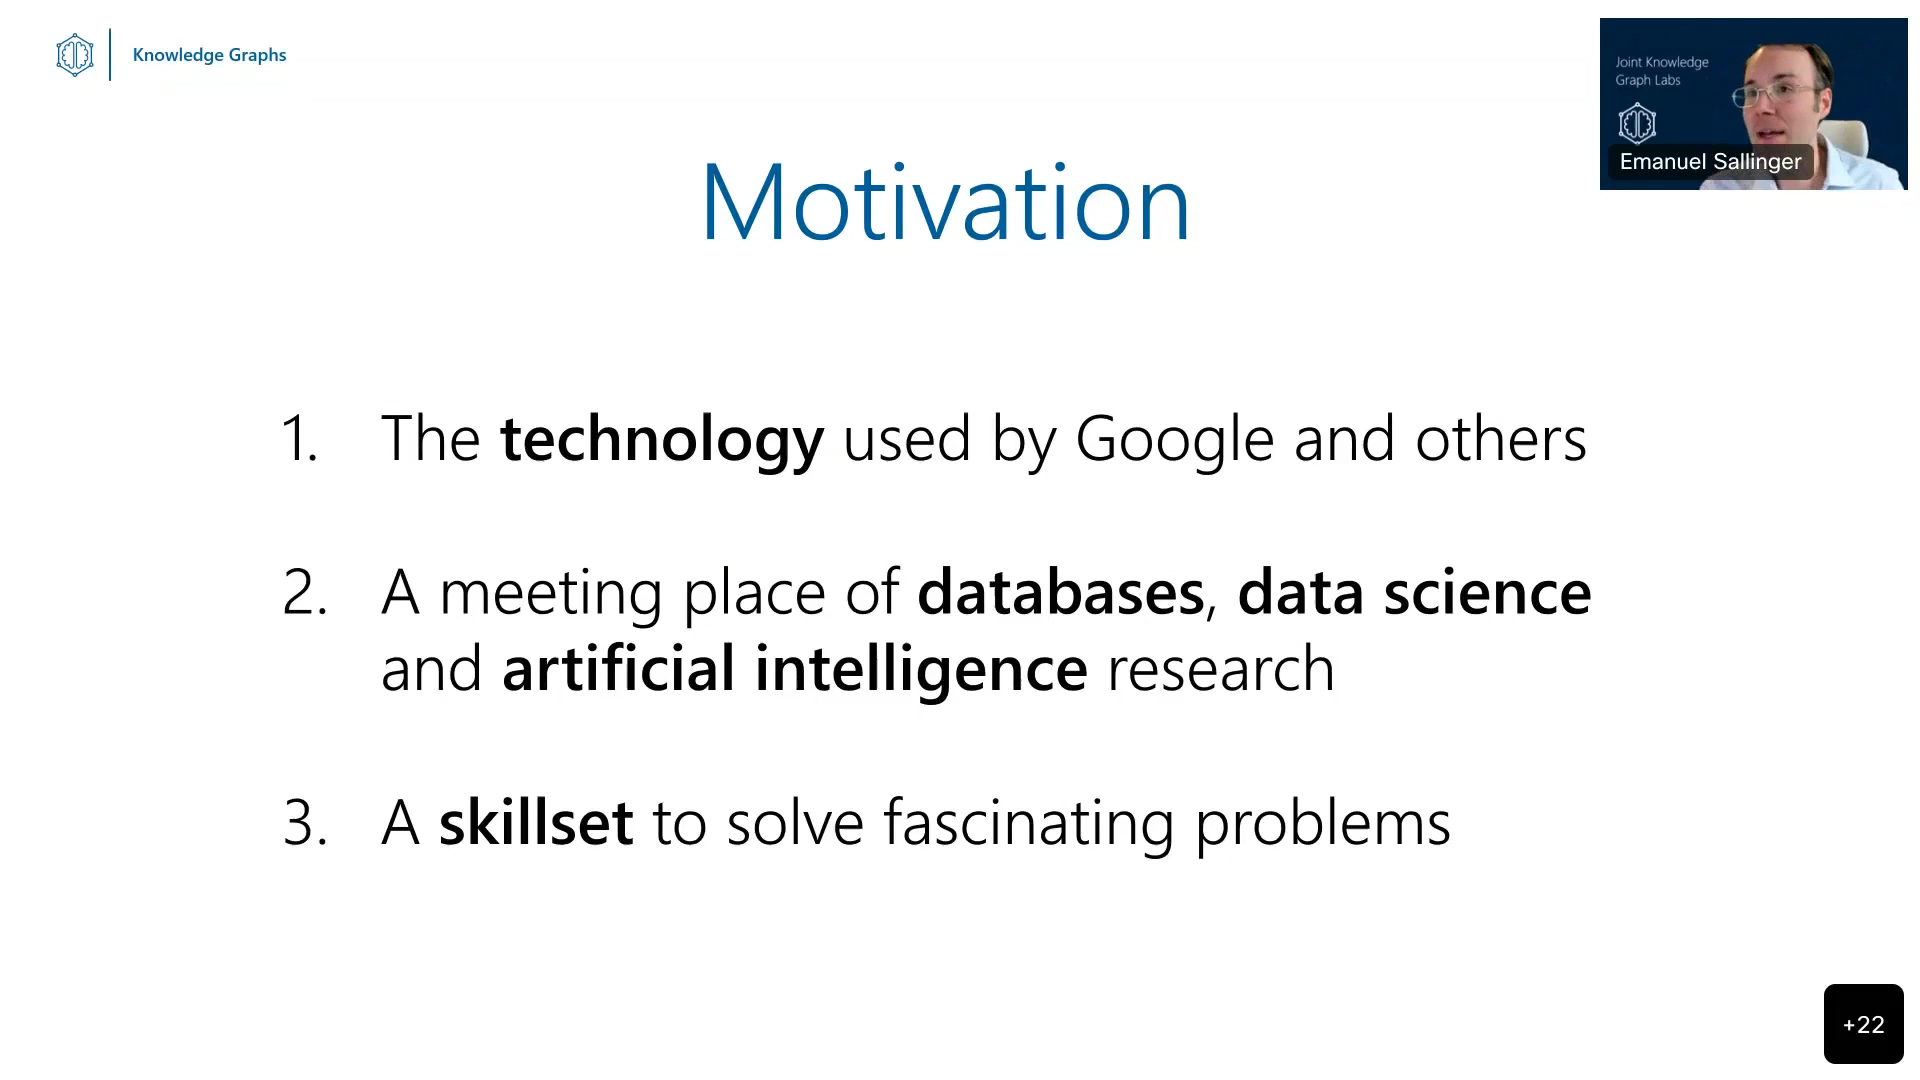 Knowledge Graphs
Joint Knowledge
Graph Labs
Emanuel Sallinger
Motivation
1. The technology used by Google and others
2. A meeting place of databases, data science
and artificial intelligence research
3. A skillset to solve fascinating problems
+22